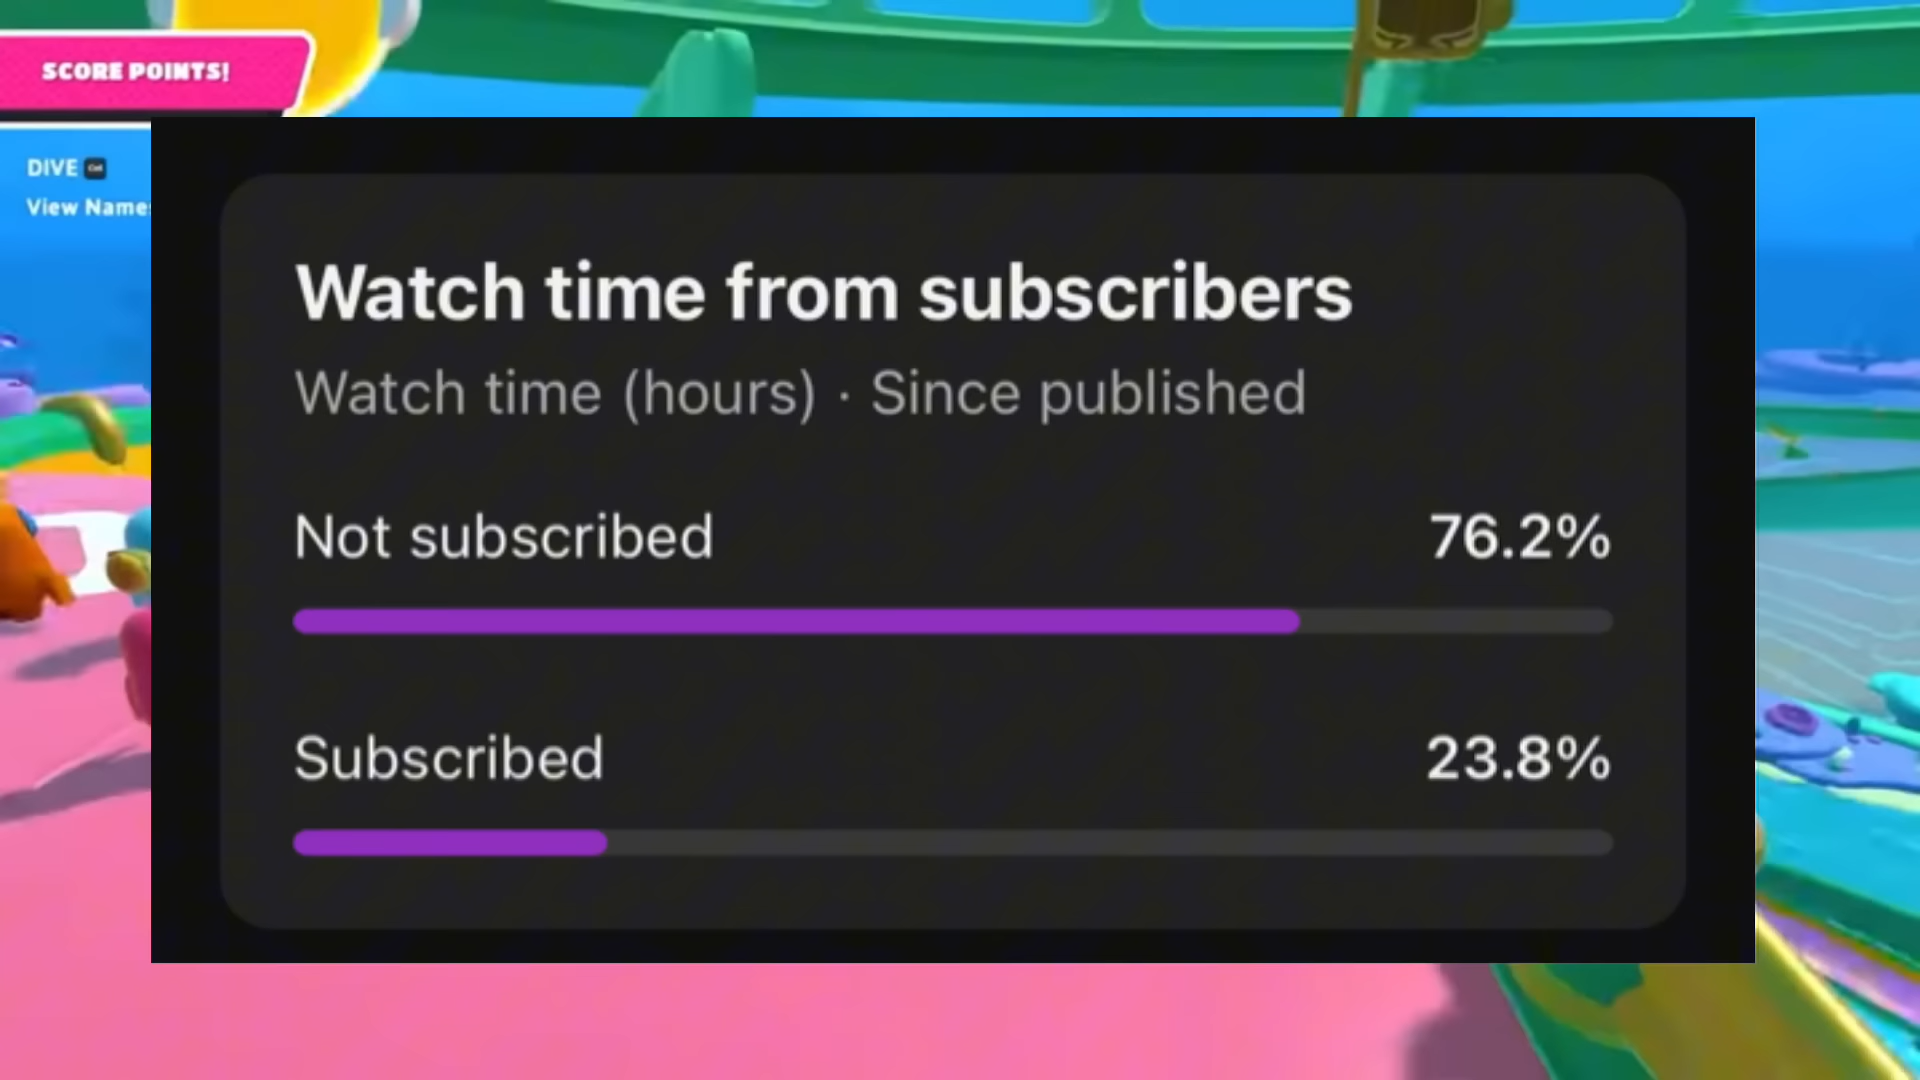 SCORE POINTS!
DIVE Ctrl
View Name
Watch time from subscribers
Watch time (hours) · Since published
Not subscribed 76.2%
Subscribed 23.8%